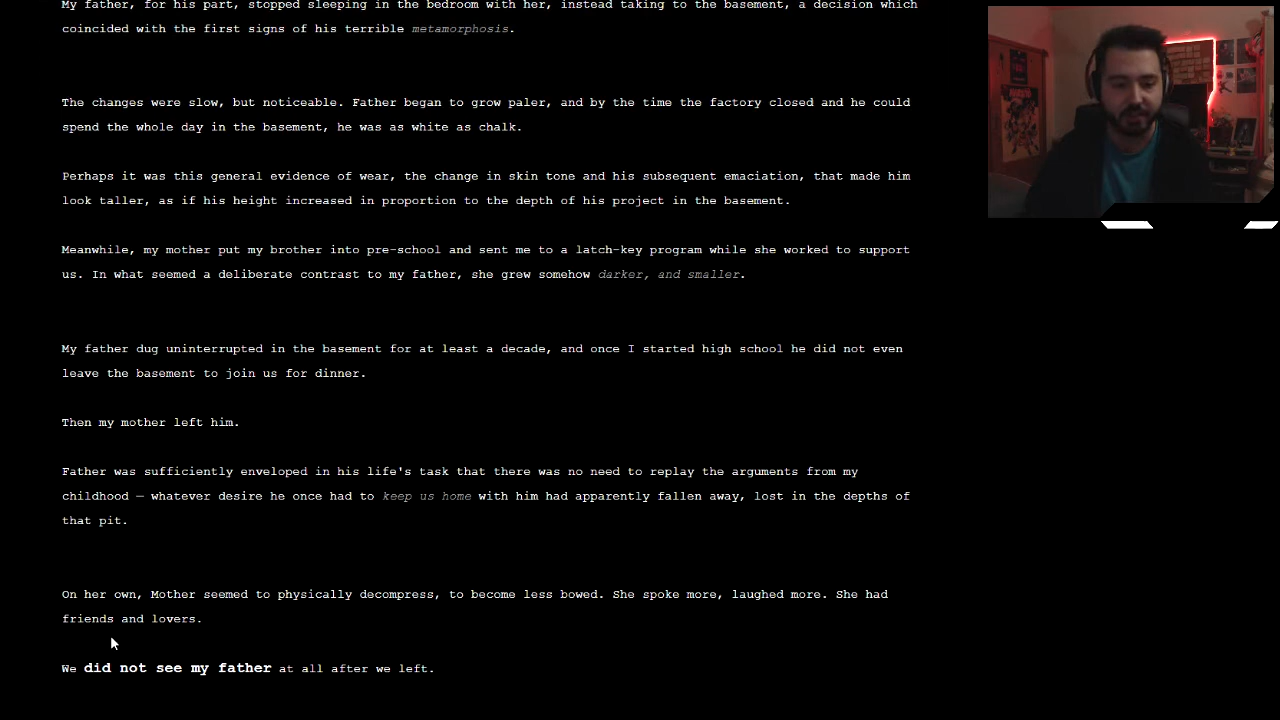 My father, for his part, stopped sleeping in the bedroom with her, instead taking to the basement, a decision which
coincided with the first signs of his terrible metamorphosis.
The changes were slow, but noticeable. Father began to grow paler, and by the time the factory closed and he could
spend the whole day in the basement, he was as white as chalk.
Perhaps it was this general evidence of wear, the change in skin tone and his subsequent emaciation, that made him
look taller, as if his height increased in proportion to the depth of his project in the basement.
Meanwhile, my mother put my brother into pre-school and sent me to a latch-key program while she worked to support
us. In what seemed a deliberate contrast to my father, she grew somehow darker, and smaller.
My father dug uninterrupted in the basement for at least a decade, and once I started high school he did not even
leave the basement to join us for dinner.
Then my mother left him.
Father was sufficiently enveloped in his life's task that there was no need to replay the arguments from my
childhood — whatever desire he once had to keep us home with him had apparently fallen away, lost in the depths of
that pit.
On her own, Mother seemed to physically decompress, to become less bowed. She spoke more, laughed more. She had
friends and lovers.
We did not see my father at all after we left.